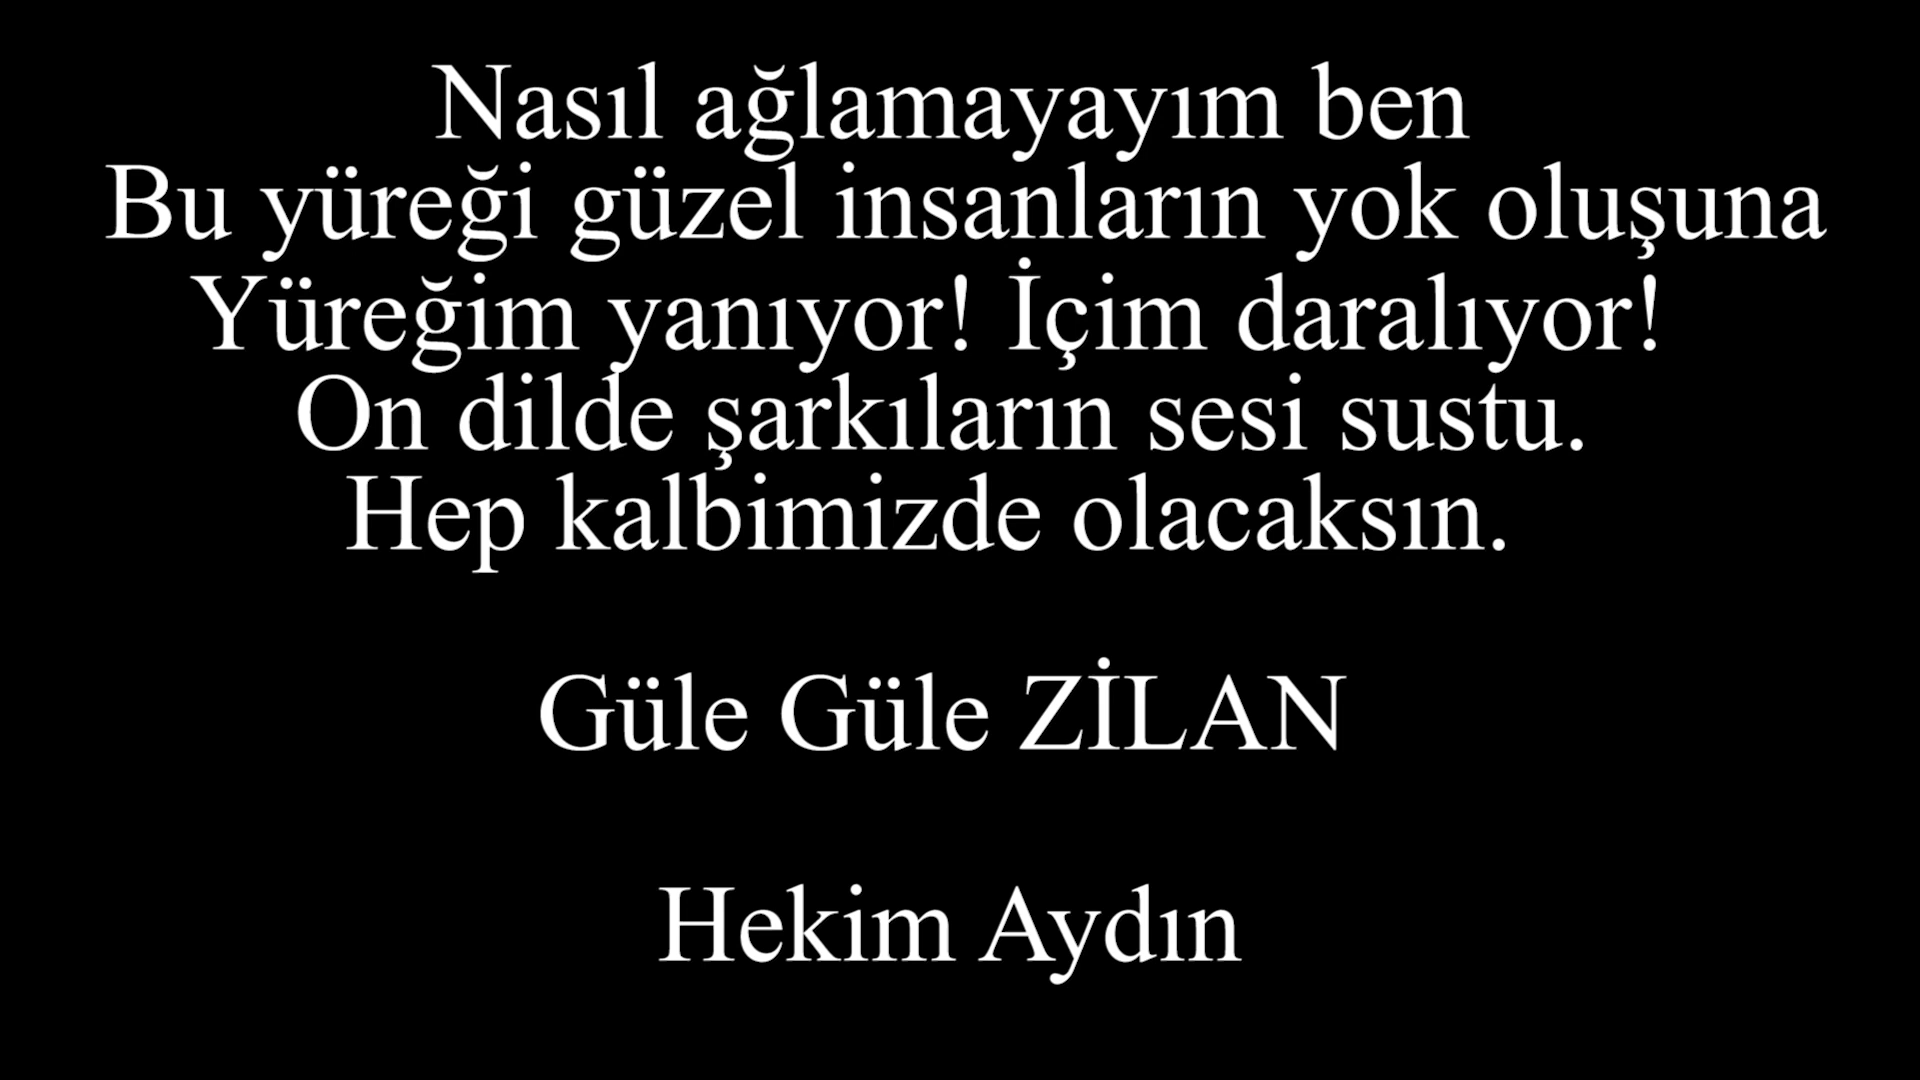 Nasıl ağlamayayım ben
Bu yüreği güzel insanların yok oluşuna
Yüreğim yanıyor! İçim daralıyor!
On dilde şarkıların sesi sustu.
Hep kalbimizde olacaksın.
Güle Güle ZİLAN
Hekim Aydın